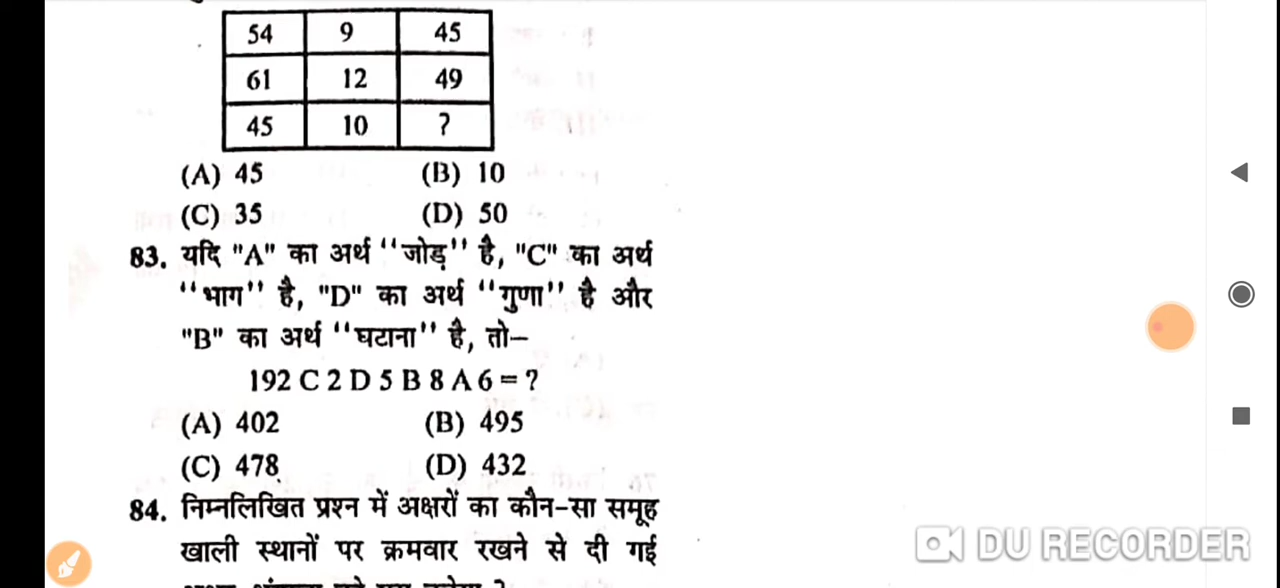 54 9 45
61 12 49
45 10 ?
(A) 45 (B) 10
(C) 35 (D) 50
83. यदि "A" का अर्थ ‘‘जोड़’’ है, "C" का अर्थ
‘‘भाग’’ है, "D" का अर्थ ‘‘गुणा’’ है और
"B" का अर्थ ‘‘घटाना’’ है, तो–
192 C 2 D 5 B 8 A 6 = ?
(A) 402 (B) 495
(C) 478 (D) 432
84. निम्नलिखित प्रश्न में अक्षरों का कौन-सा समूह
खाली स्थानों पर क्रमवार रखने से दी गई
DU RECORDER